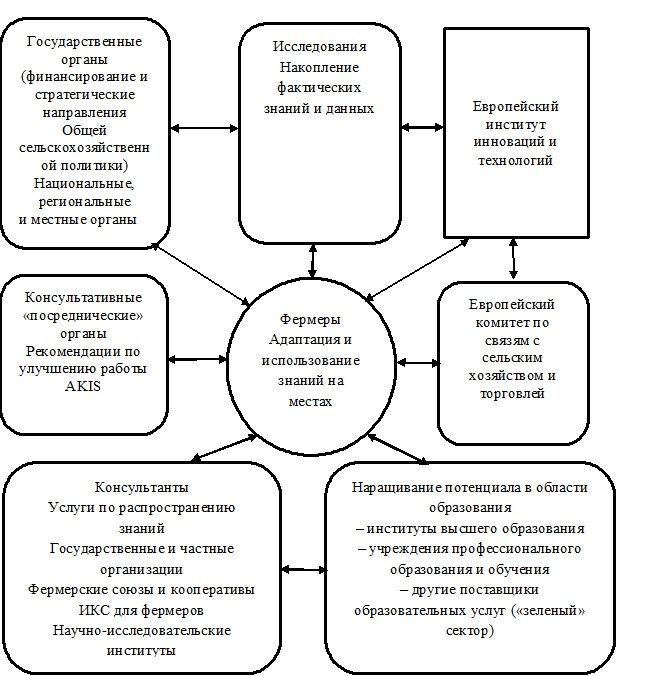 Государственные
органы
(финансирование и
стратегические
направления
Общей
сельскохозяйственн
ой политики)
Национальные,
региональные
и местные органы
Исследования
Накопление
фактических
знаний и данных
Европейский
институт
инноваций и
технологий
Консультативные
«посреднические»
органы
Рекомендации по
улучшению работы
AKIS
Фермеры
Адаптация и
использование
знаний на
местах
Европейский
комитет по
связям с
сельским
хозяйством и
торговлей
Консультанты
Услуги по распространению
знаний
Государственные и частные
организации
Фермерские союзы и кооперативы
ИКС для фермеров
Научно-исследовательские
институты
Наращивание потенциала в области
образования
– институты высшего образования
– учреждения профессионального
образования и обучения
– другие поставщики
образовательных услуг («зеленый»
сектор)